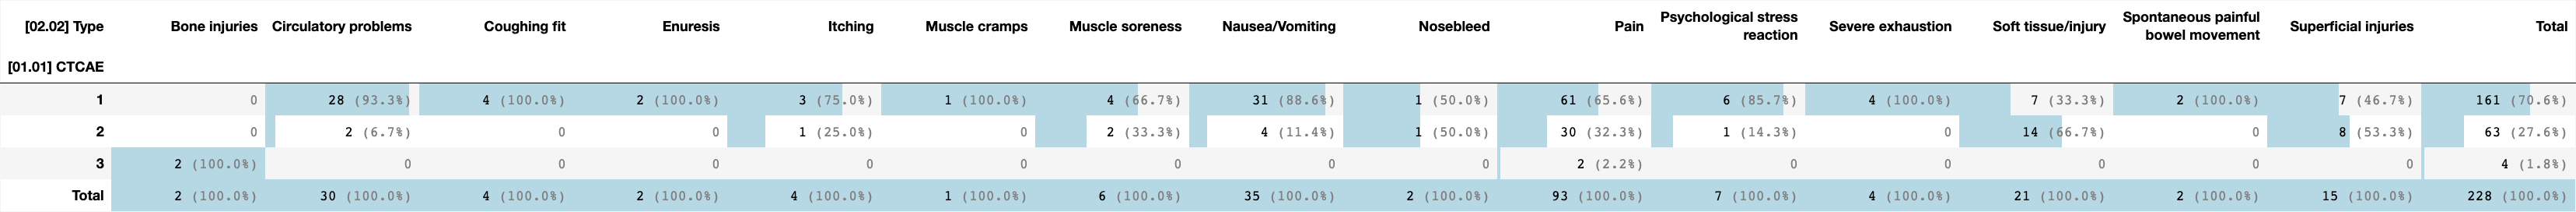 [02.02] Type Bone injuries Circulatory problems Coughing fit Enuresis Itching Muscle cramps Muscle soreness Nausea/Vomiting Nosebleed Pain Psychological stress reaction Severe exhaustion Soft tissue/injury Spontaneous painful bowel movement Superficial injuries Total
[01.01] CTCAE
1 0 28 (93.3%) 4 (100.0%) 2 (100.0%) 3 (75.0%) 1 (100.0%) 4 (66.7%) 31 (88.6%) 1 (50.0%) 61 (65.6%) 6 (85.7%) 4 (100.0%) 7 (33.3%) 2 (100.0%) 7 (46.7%) 161 (70.6%)
2 0 2 (6.7%) 0 0 1 (25.0%) 0 2 (33.3%) 4 (11.4%) 1 (50.0%) 30 (32.3%) 1 (14.3%) 0 14 (66.7%) 0 8 (53.3%) 63 (27.6%)
3 2 (100.0%) 0 0 0 0 0 0 0 0 2 (2.2%) 0 0 0 0 0 4 (1.8%)
Total 2 (100.0%) 30 (100.0%) 4 (100.0%) 2 (100.0%) 4 (100.0%) 1 (100.0%) 6 (100.0%) 35 (100.0%) 2 (100.0%) 93 (100.0%) 7 (100.0%) 4 (100.0%) 21 (100.0%) 2 (100.0%) 15 (100.0%) 228 (100.0%)